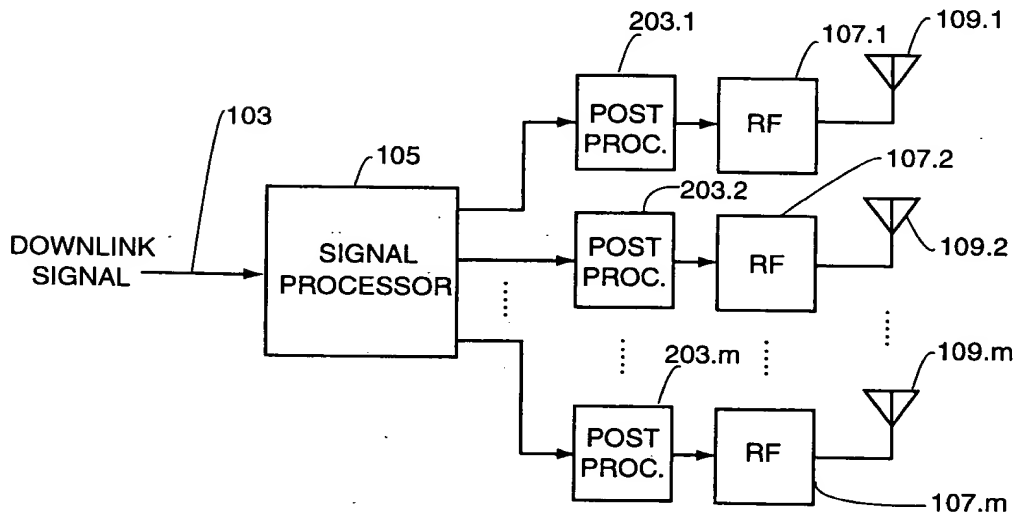 203.1
107.1
109.1
POST
PROC.
RF
103
105
203.2
107.2
DOWNLINK
SIGNAL
SIGNAL
PROCESSOR
POST
PROC.
RF
109.2
203.m
109.m
POST
PROC.
RF
107.m